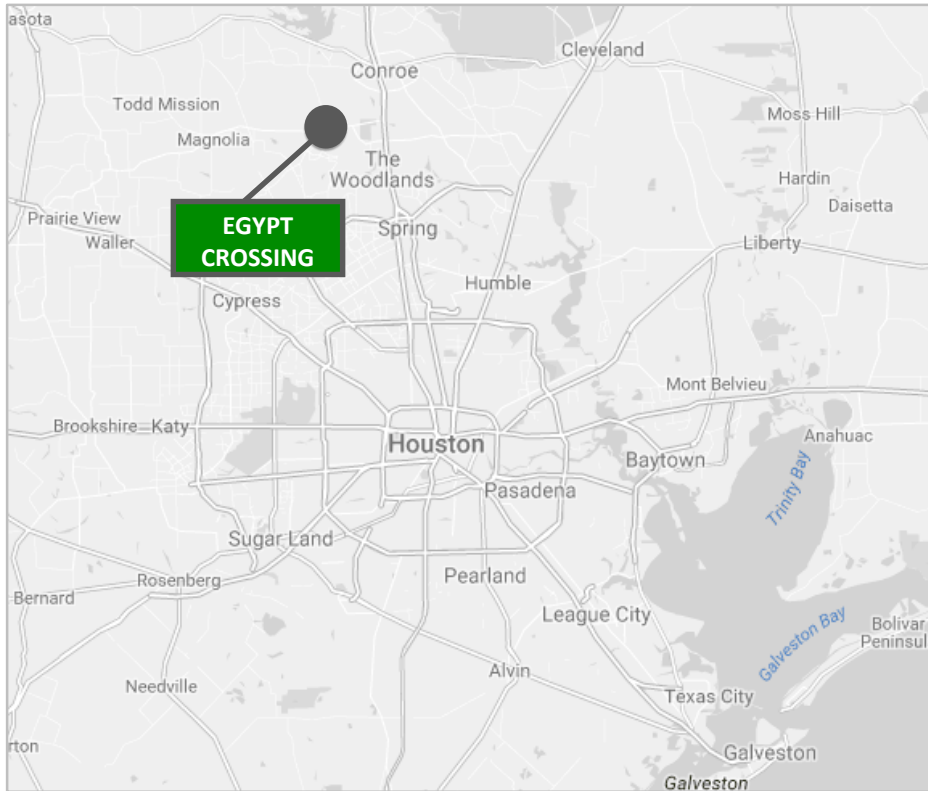 asota
Cleveland
Conroe
Todd Mission
Moss Hill
Magnolia
The
Woodlands
Hardin
Daisetta
EGYPT
CROSSING
Prairie View
Spring
Waller
Liberty
Humble
Cypress
Mont Belvieu
Brookshire
Katy
Anahuac
Houston
Baytown
Trinity Bay
Pasadena
Sugar Land
Rosenberg
Pearland
Bernard
League City
Galveston Bay
Bolivar
Peninsul
Alvin
Needville
Texas City
rton
Galveston
Galveston